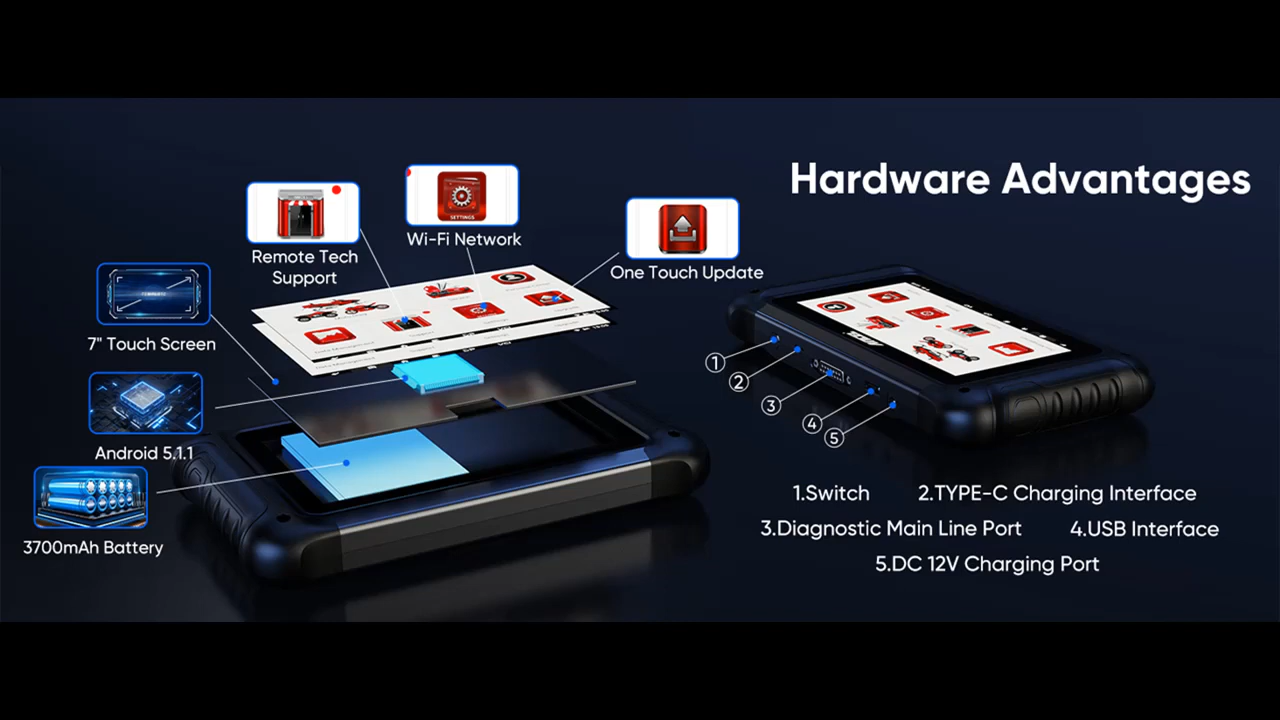 Hardware Advantages
SETTINGS
Remote Tech
Support
Wi-Fi Network
One Touch Update
7" Touch Screen
Android 5.1.1
3700mAh Battery
1
2
3
4
5
1.Switch
2.TYPE-C Charging Interface
3.Diagnostic Main Line Port
4.USB Interface
5.DC 12V Charging Port